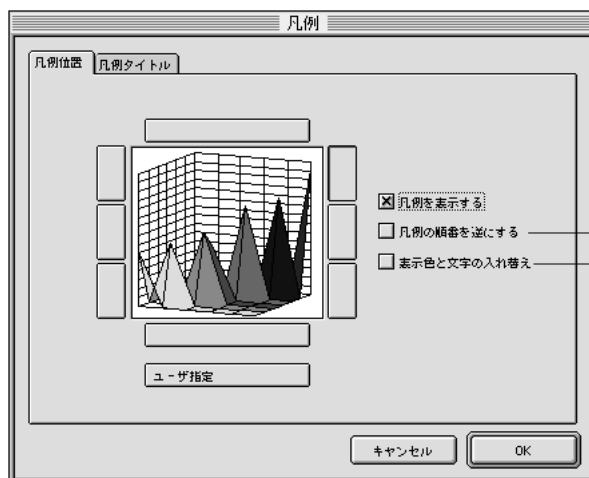 凡例
凡例位置
凡例タイトル
凡例を表示する
凡例の順番を逆にする
表示色と文字の入れ替え
ユーザ指定
キャンセル
OK